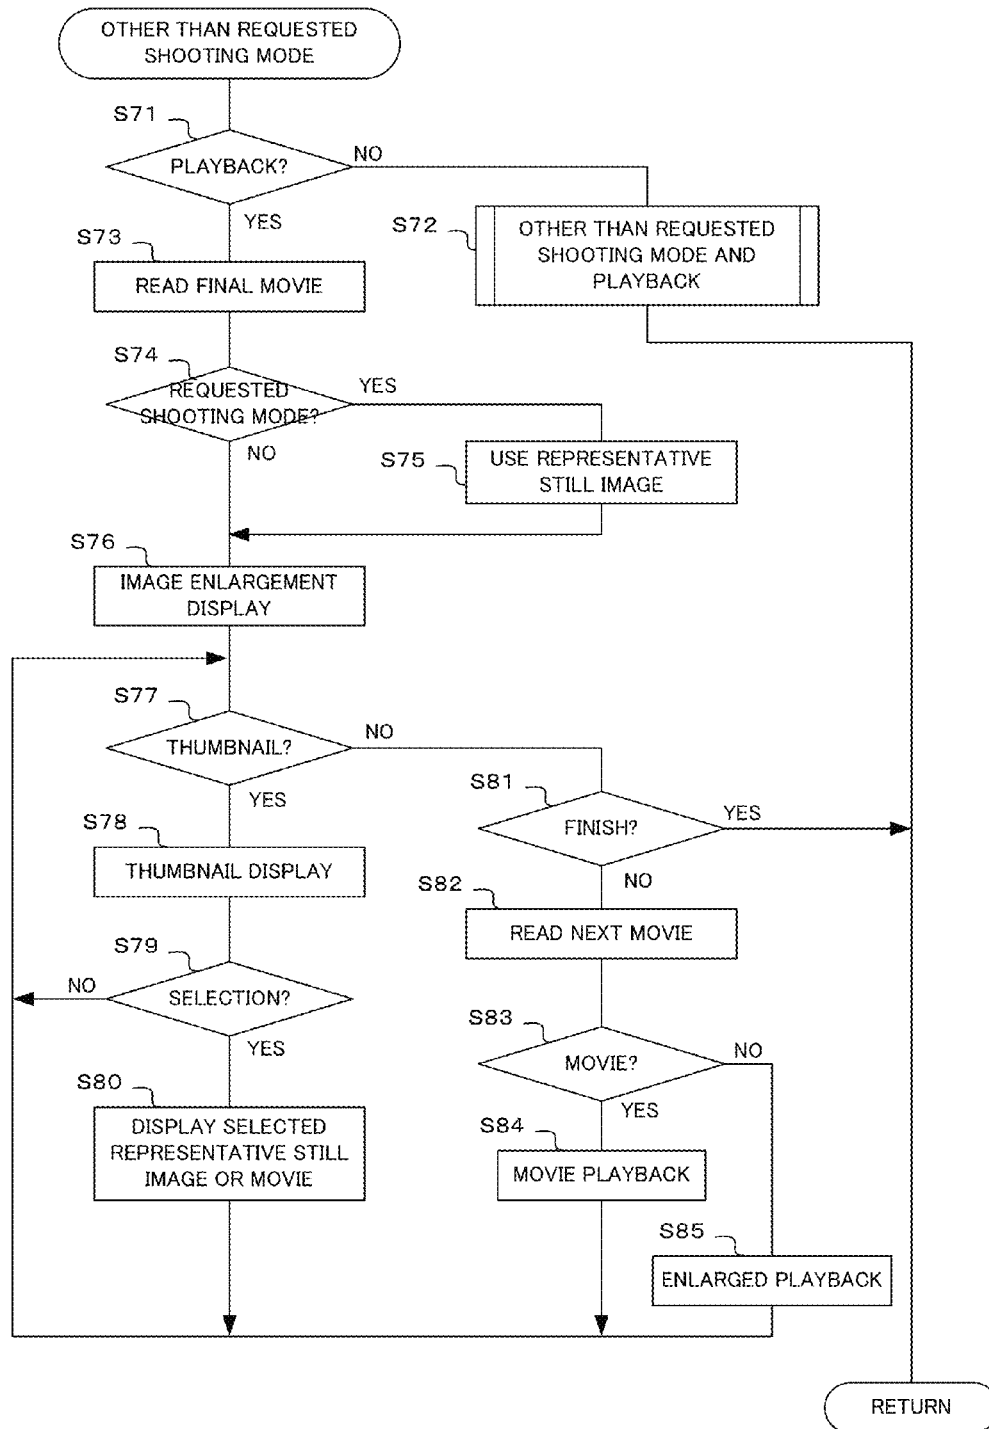 OTHER THAN REQUESTED
SHOOTING MODE
S71
PLAYBACK?
NO
YES
S72
OTHER THAN REQUESTED
SHOOTING MODE AND
PLAYBACK
S73
READ FINAL MOVIE
S74
REQUESTED
SHOOTING MODE?
YES
NO
S75
USE REPRESENTATIVE
STILL IMAGE
S76
IMAGE ENLARGEMENT
DISPLAY
S77
THUMBNAIL?
NO
YES
S78
THUMBNAIL DISPLAY
S79
SELECTION?
NO
YES
S80
DISPLAY SELECTED
REPRESENTATIVE STILL
IMAGE OR MOVIE
S81
FINISH?
YES
NO
S82
READ NEXT MOVIE
S83
MOVIE?
NO
YES
S84
MOVIE PLAYBACK
S85
ENLARGED PLAYBACK
RETURN